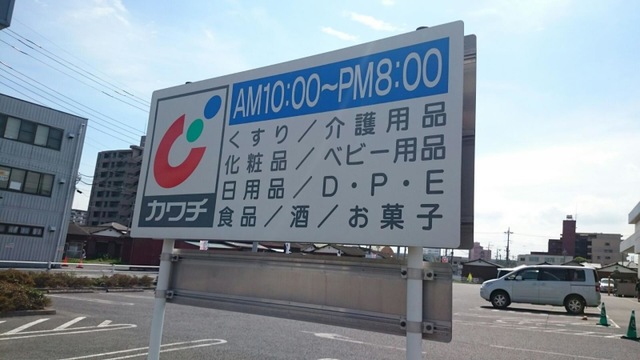 AM10:00~PM8:00
くすり/介護用品
化粧品/ベビー用品
日用品/D・P・E
食品/酒/お菓子
カワチ